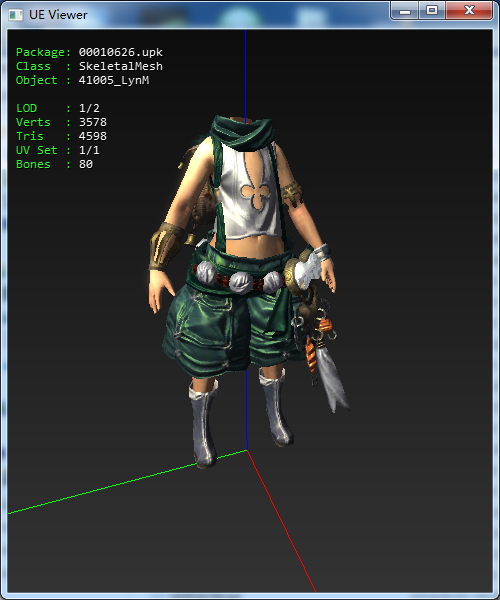 UE Viewer
Package: 00010626.upk
Class : SkeletalMesh
Object : 41005_LynM
LOD : 1/2
Verts : 3578
Tris : 4598
UV Set : 1/1
Bones : 80